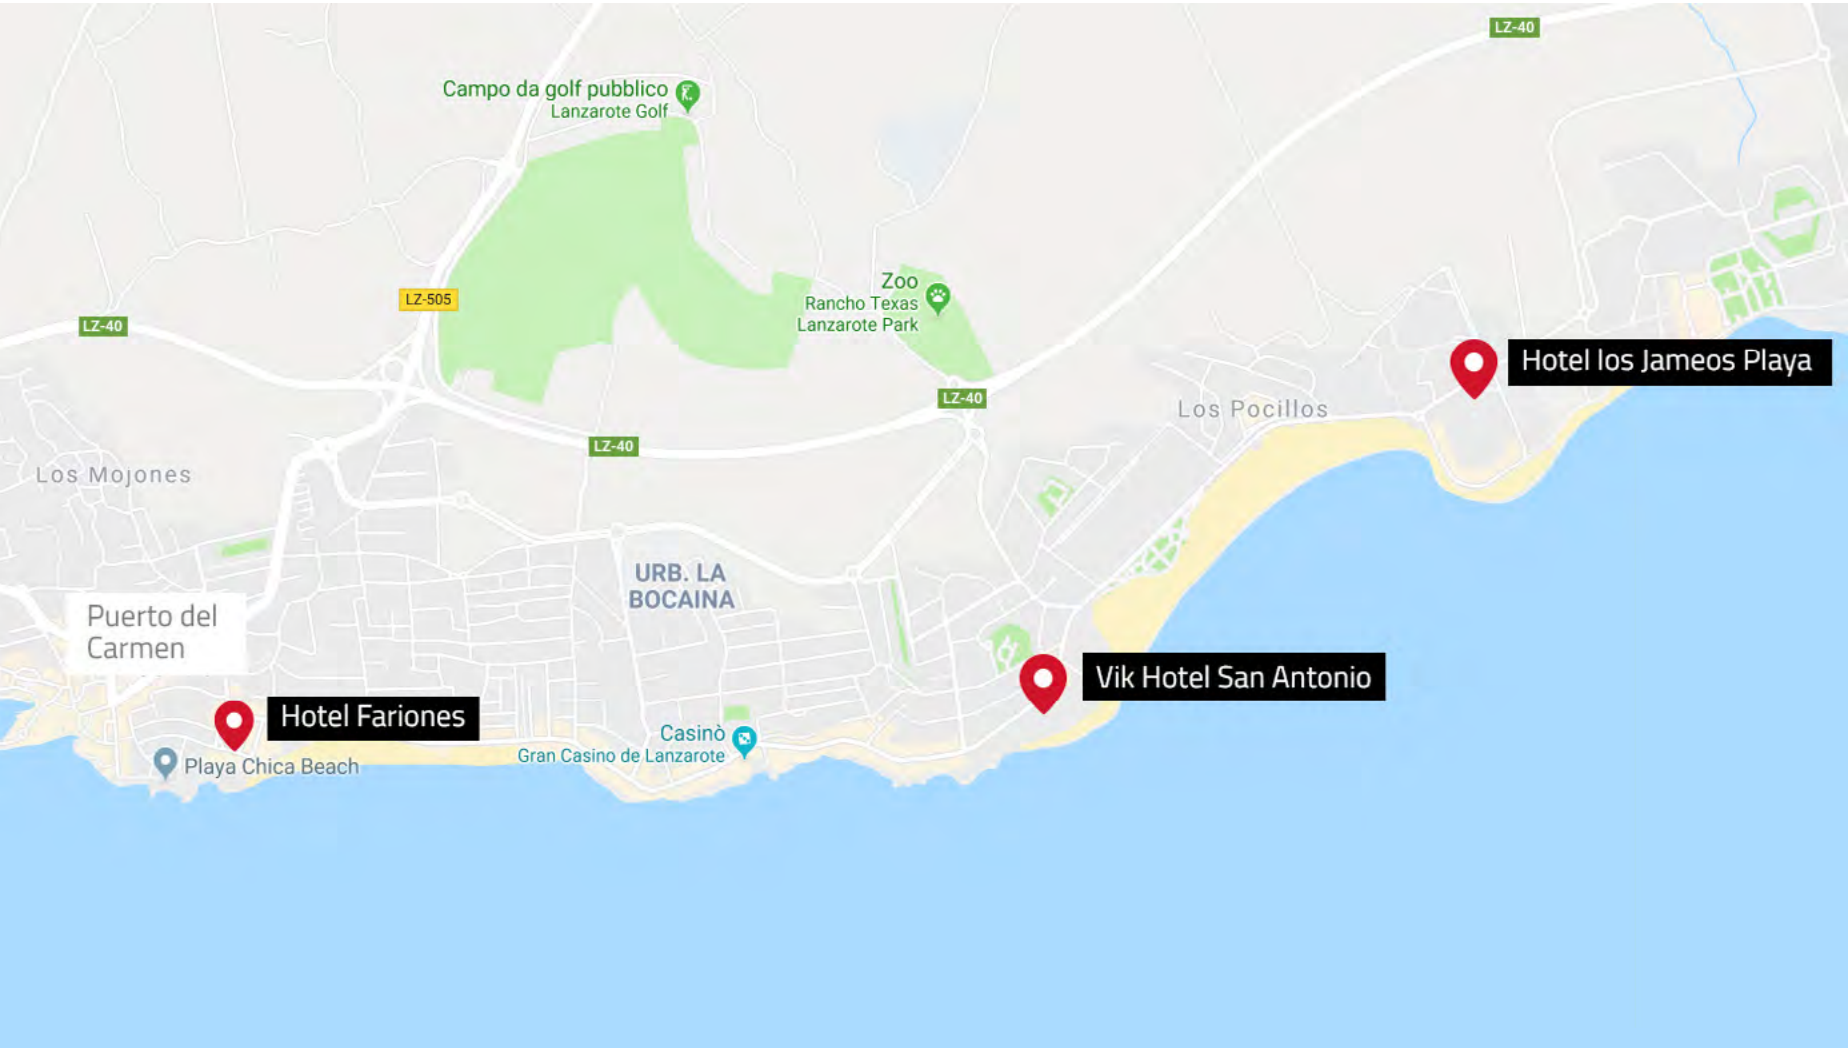 LZ-40
Campo da golf pubblico
Lanzarote Golf
Zoo
Rancho Texas
Lanzarote Park
LZ-505
LZ-40
Hotel los Jameos Playa
LZ-40
Los Pocillos
LZ-40
Los Mojones
URB. LA
BOCAINA
Puerto del
Carmen
Vik Hotel San Antonio
Hotel Fariones
Casinò
Gran Casino de Lanzarote
Playa Chica Beach